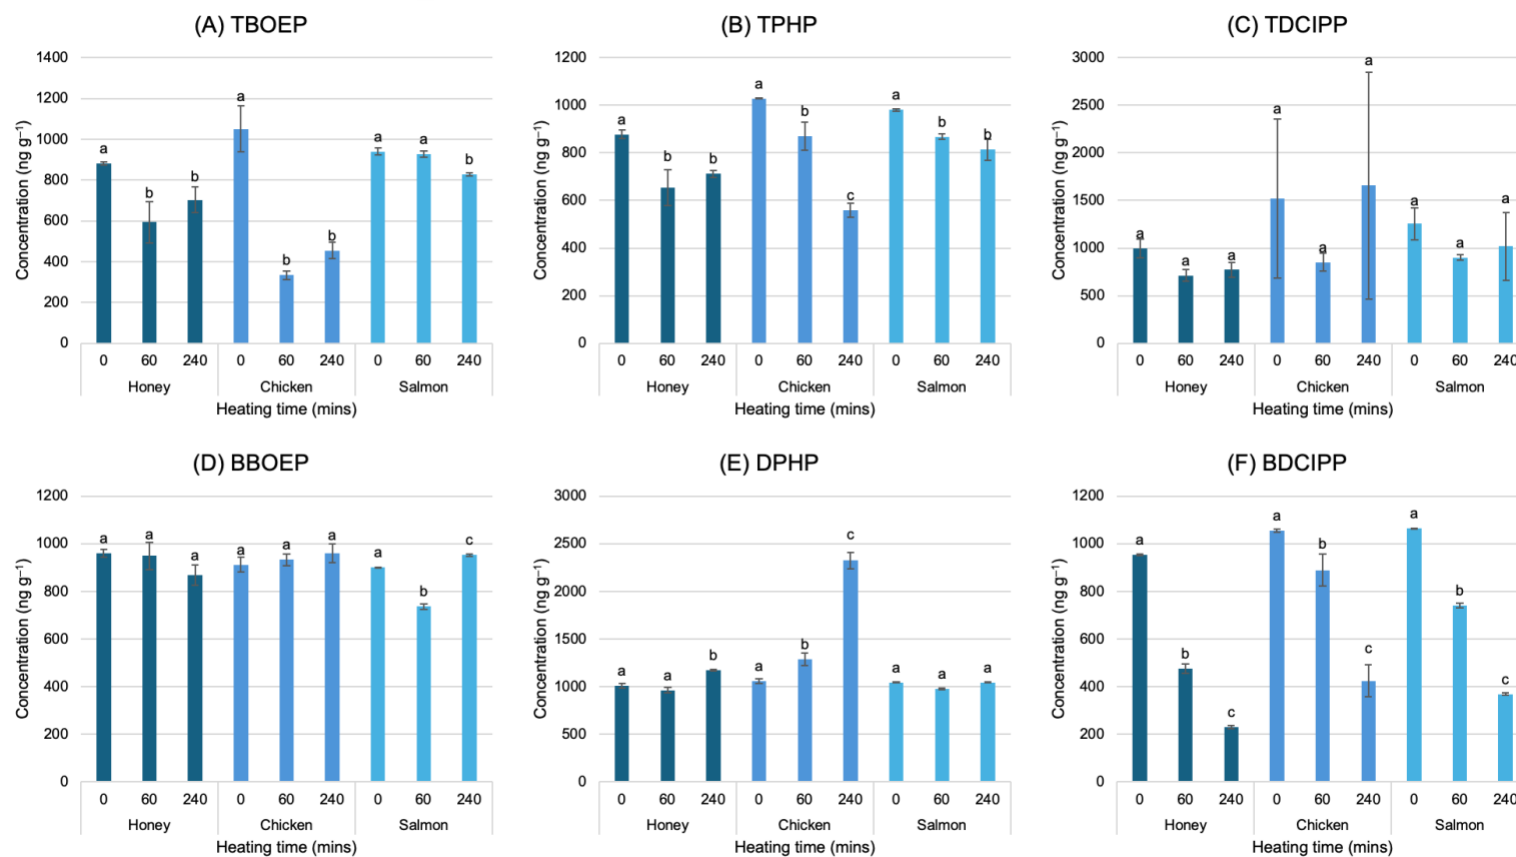 (A) TBOEP
Concentration (ng g⁻¹)
1400
1200
1000
800
600
400
200
0
a
b
b
a
b
b
a
a
b
0 60 240 0 60 240 0 60 240
Honey Chicken Salmon
Heating time (mins)
(B) TPHP
Concentration (ng g⁻¹)
1200
1000
800
600
400
200
0
a
b
b
a
b
c
a
b
b
0 60 240 0 60 240 0 60 240
Honey Chicken Salmon
Heating time (mins)
(C) TDCIPP
Concentration (ng g⁻¹)
3000
2500
2000
1500
1000
500
0
a
a
a
a
a
a
a
a
a
0 60 240 0 60 240 0 60 240
Honey Chicken Salmon
Heating time (mins)
(D) BBOEP
Concentration (ng g⁻¹)
1200
1000
800
600
400
200
0
a
a
a
a
a
a
a
b
c
0 60 240 0 60 240 0 60 240
Honey Chicken Salmon
Heating time (mins)
(E) DPHP
Concentration (ng g⁻¹)
3000
2500
2000
1500
1000
500
0
a
a
b
a
b
c
a
a
a
0 60 240 0 60 240 0 60 240
Honey Chicken Salmon
Heating time (mins)
(F) BDCIPP
Concentration (ng g⁻¹)
1200
1000
800
600
400
200
0
a
b
c
a
b
c
a
b
c
0 60 240 0 60 240 0 60 240
Honey Chicken Salmon
Heating time (mins)